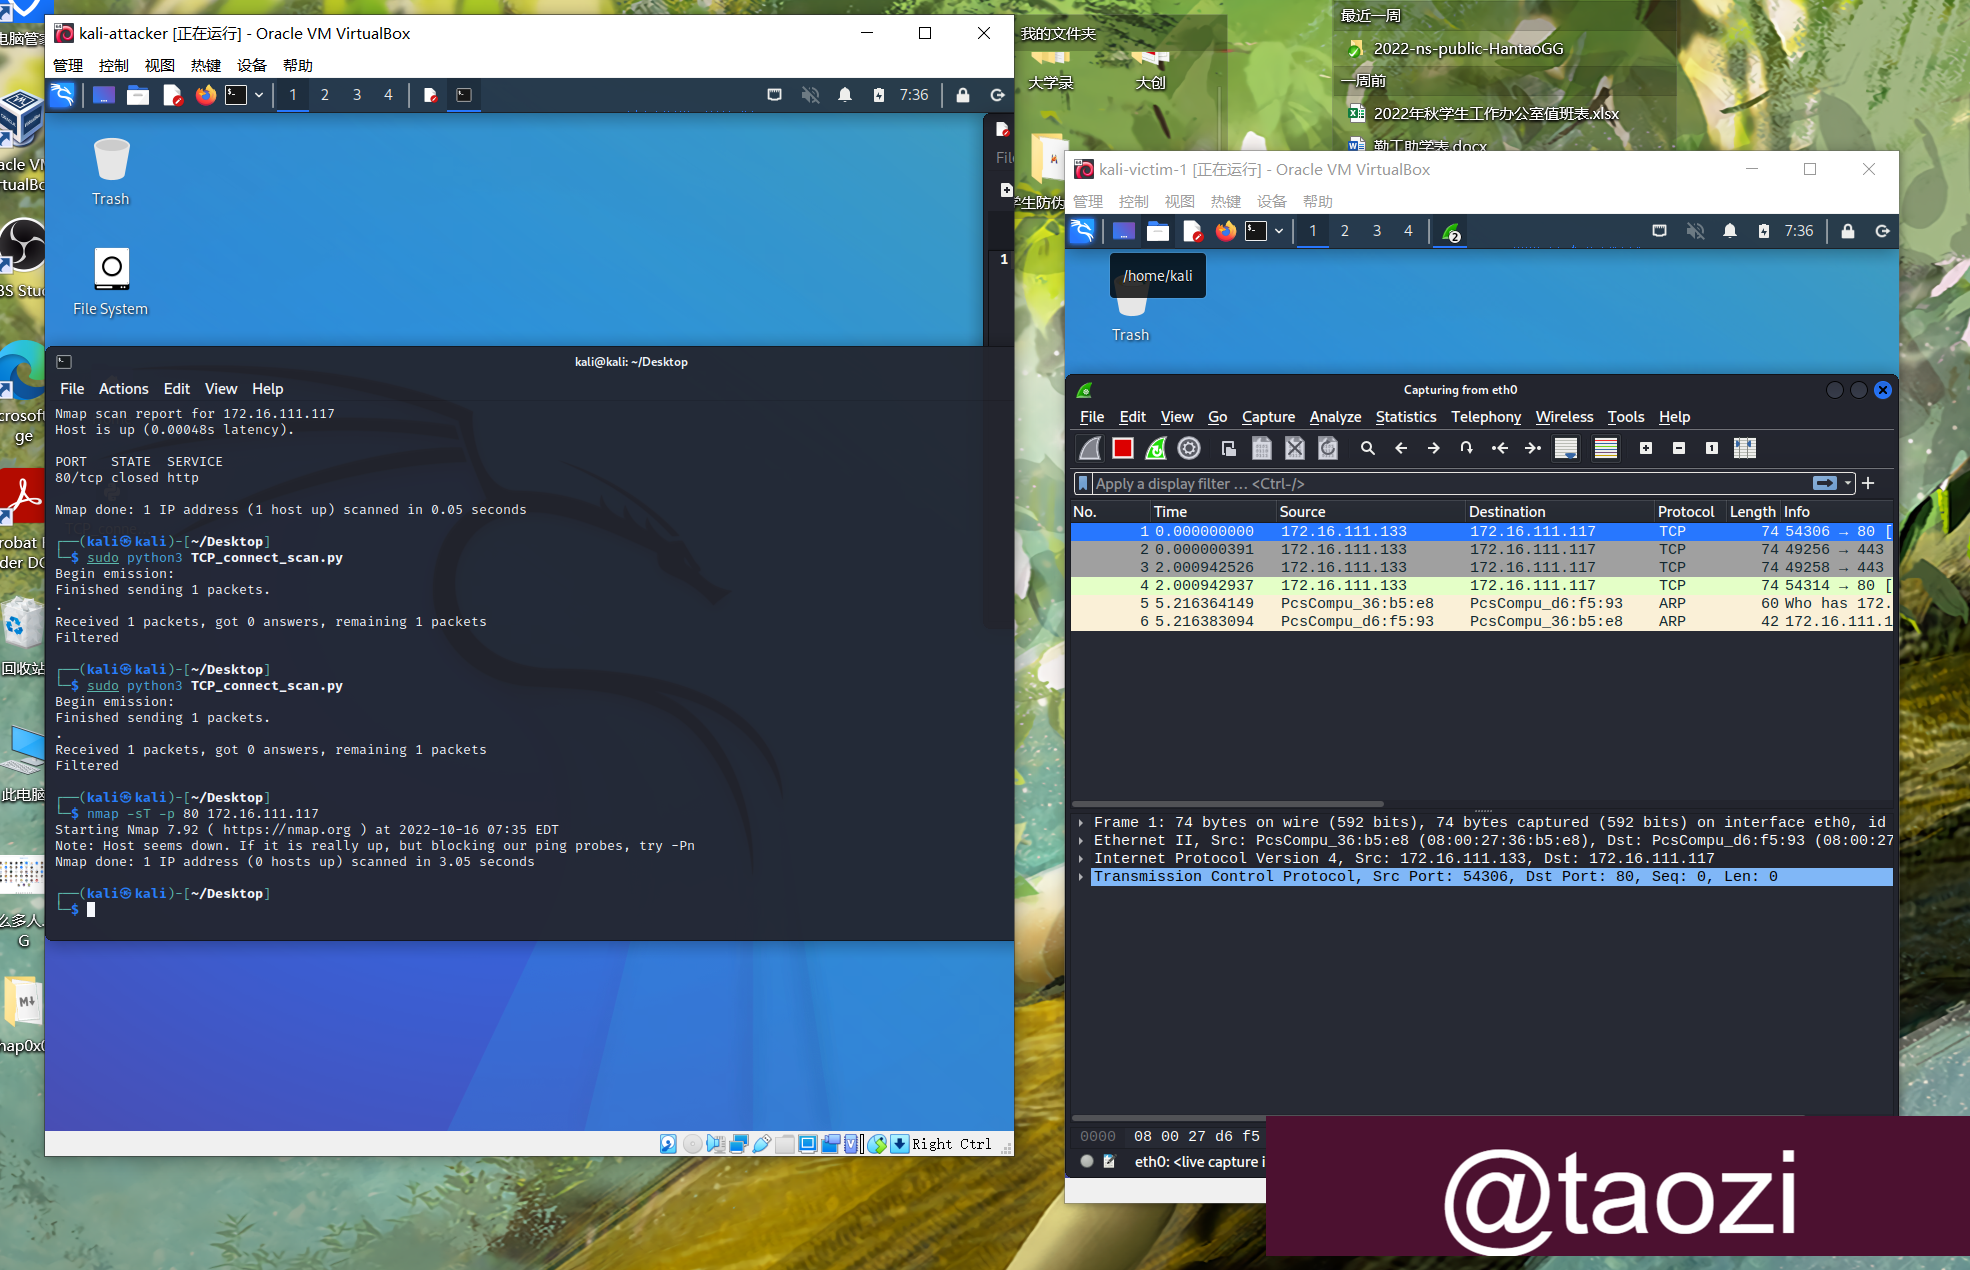 电脑管家
acle VM
rtualBo
BS Stud
crosoft
ge
robat R
der DC
回收站
此电脑
么多人.
G
map0x0
kali-attacker [正在运行] - Oracle VM VirtualBox
管理 控制 视图 热键 设备 帮助
1 2 3 4 7:36
Trash
File System
File
1
kali@kali: ~/Desktop
File Actions Edit View Help
Nmap scan report for 172.16.111.117
Host is up (0.00048s latency).
PORT   STATE  SERVICE
80/tcp closed http
Nmap done: 1 IP address (1 host up) scanned in 0.05 seconds
┌──(kali㉿kali)-[~/Desktop]
└─$ sudo python3 TCP_connect_scan.py
Begin emission:
Finished sending 1 packets.
.
Received 1 packets, got 0 answers, remaining 1 packets
Filtered
┌──(kali㉿kali)-[~/Desktop]
└─$ sudo python3 TCP_connect_scan.py
Begin emission:
Finished sending 1 packets.
.
Received 1 packets, got 0 answers, remaining 1 packets
Filtered
┌──(kali㉿kali)-[~/Desktop]
└─$ nmap -sT -p 80 172.16.111.117
Starting Nmap 7.92 ( https://nmap.org ) at 2022-10-16 07:35 EDT
Note: Host seems down. If it is really up, but blocking our ping probes, try -Pn
Nmap done: 1 IP address (0 hosts up) scanned in 3.05 seconds
┌──(kali㉿kali)-[~/Desktop]
└─$
Right Ctrl
我的文件夹
大学录 大创
学生防伪
最近一周
2022-ns-public-HantaoGG
一周前
2022年秋学生工作办公室值班表.xlsx
勤工助学表.docx
kali-victim-1 [正在运行] - Oracle VM VirtualBox
管理 控制 视图 热键 设备 帮助
1 2 3 4 2 7:36
/home/kali
Trash
Capturing from eth0
File Edit View Go Capture Analyze Statistics Telephony Wireless Tools Help
Apply a display filter … <Ctrl-/>
No. Time Source Destination Protocol Length Info
1 0.000000000 172.16.111.133 172.16.111.117 TCP 74 54306 → 80 [
2 0.000000391 172.16.111.133 172.16.111.117 TCP 74 49256 → 443
3 2.000942526 172.16.111.133 172.16.111.117 TCP 74 49258 → 443
4 2.000942937 172.16.111.133 172.16.111.117 TCP 74 54314 → 80 [
5 5.216364149 PcsCompu_36:b5:e8 PcsCompu_d6:f5:93 ARP 60 Who has 172.
6 5.216383094 PcsCompu_d6:f5:93 PcsCompu_36:b5:e8 ARP 42 172.16.111.1
Frame 1: 74 bytes on wire (592 bits), 74 bytes captured (592 bits) on interface eth0, id
Ethernet II, Src: PcsCompu_36:b5:e8 (08:00:27:36:b5:e8), Dst: PcsCompu_d6:f5:93 (08:00:27
Internet Protocol Version 4, Src: 172.16.111.133, Dst: 172.16.111.117
Transmission Control Protocol, Src Port: 54306, Dst Port: 80, Seq: 0, Len: 0
0000 08 00 27 d6 f5
eth0: <live capture i
@taozi